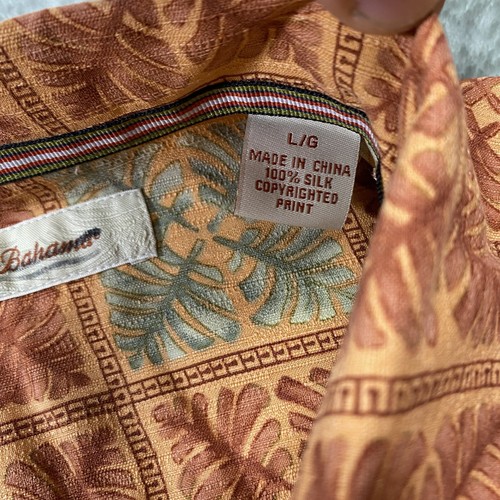 Bahama
L/G
MADE IN CHINA
100% SILK
COPYRIGHTED
PRINT